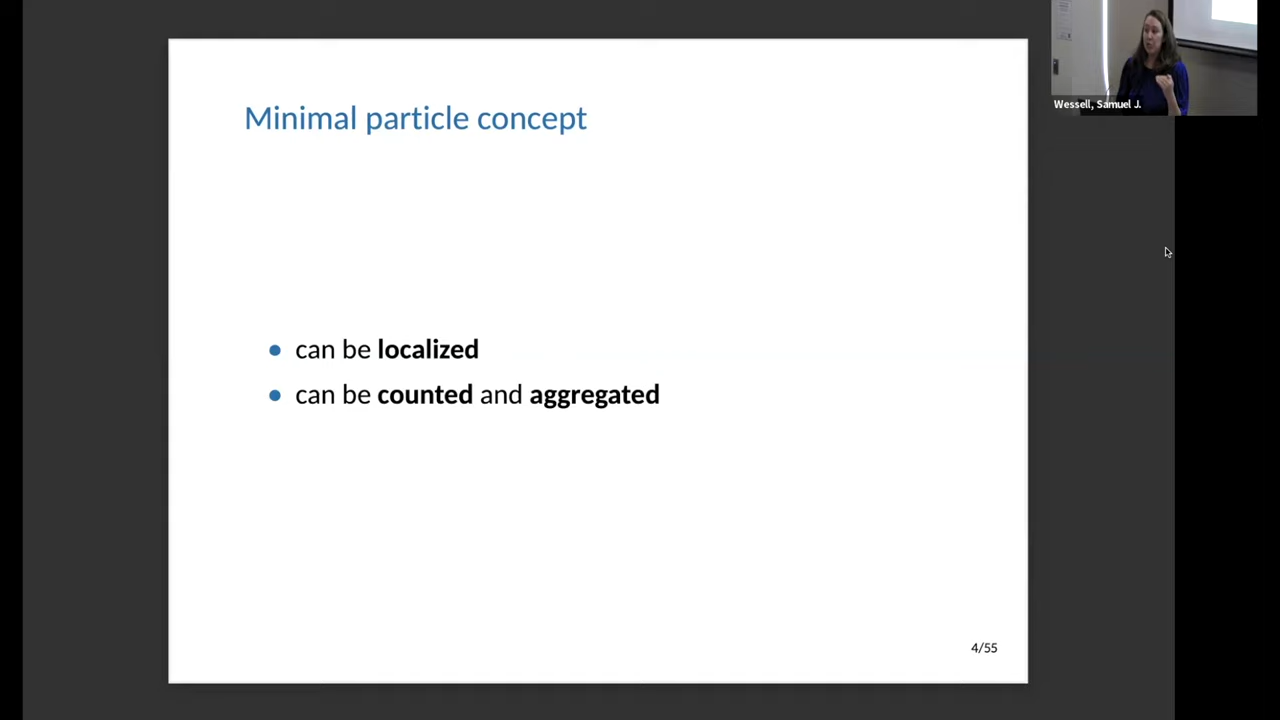 Wessell, Samuel J.
Minimal particle concept
● can be localized
● can be counted and aggregated
4/55